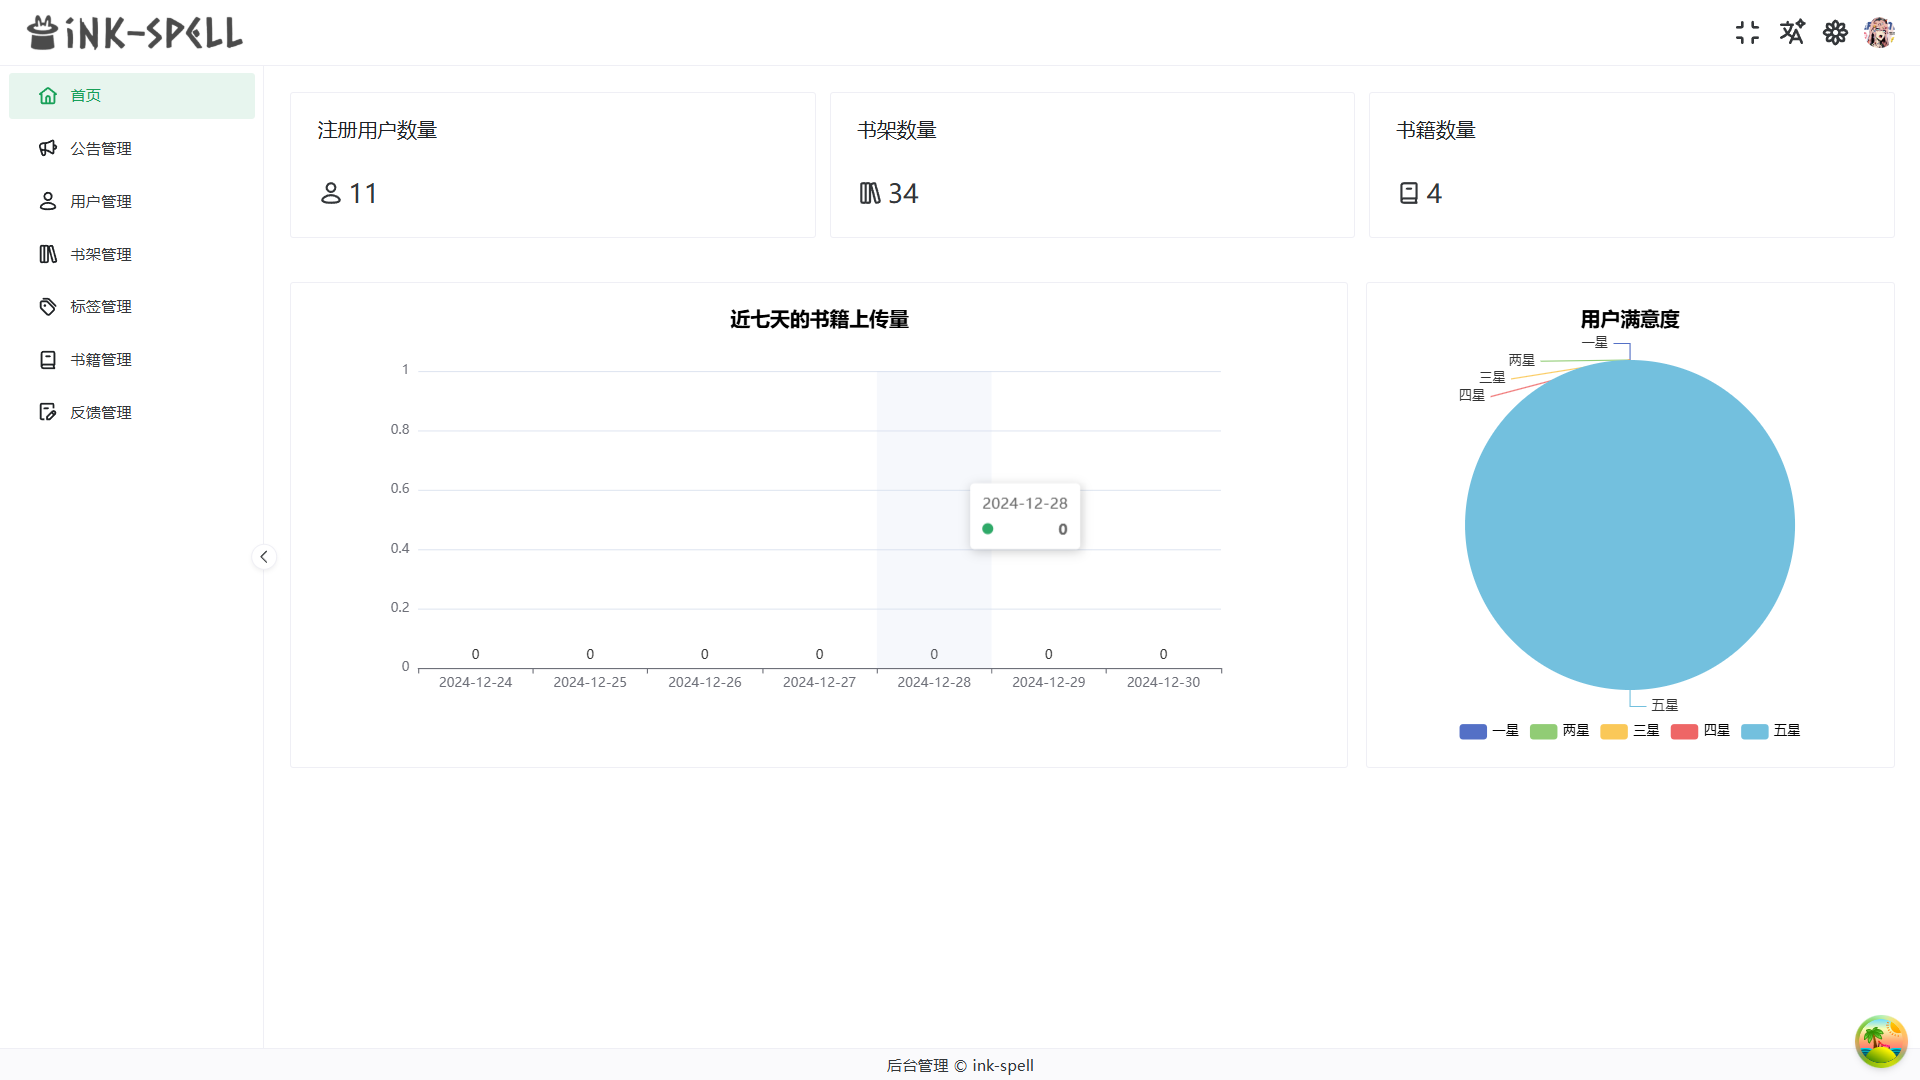 iNK-SPELL
首页
公告管理
用户管理
书架管理
标签管理
书籍管理
反馈管理
注册用户数量
11
书架数量
34
书籍数量
4
近七天的书籍上传量
1
0.8
0.6
0.4
0.2
0
0 0 0 0 0 0 0
2024-12-24 2024-12-25 2024-12-26 2024-12-27 2024-12-28 2024-12-29 2024-12-30
2024-12-28
0
用户满意度
一星
两星
三星
四星
五星
一星 两星 三星 四星 五星
后台管理 © ink-spell